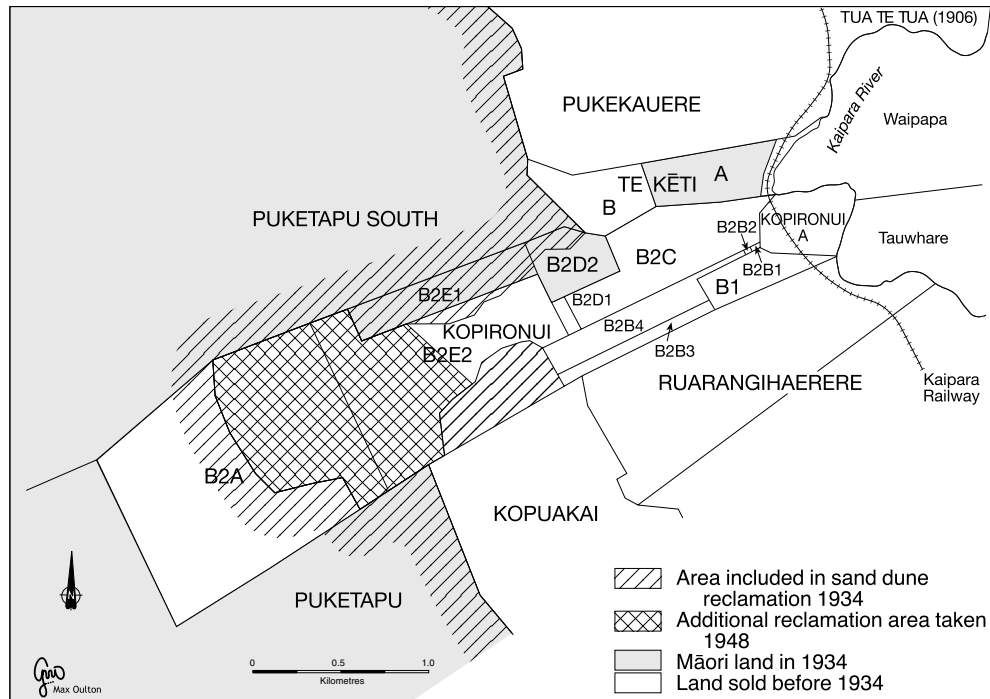 TUA TE TUA (1906)
PUKEKAUERE
Kaipara River
Waipapa
TE KĒTI
A
B
PUKETAPU SOUTH
KOPIRONUI
A
Tauwhare
B2B2
B2C
B2D2
B2B1
B1
B2E1
B2D1
B2B4
KOPIRONUI
B2E2
B2B3
RUARANGIHAERERE
Kaipara
Railway
B2A
KOPUAKAI
PUKETAPU
N
Area included in sand dune
reclamation 1934
Additional reclamation area taken
1948
Māori land in 1934
Land sold before 1934
0 0.5 1.0
Kilometres
Max Oulton